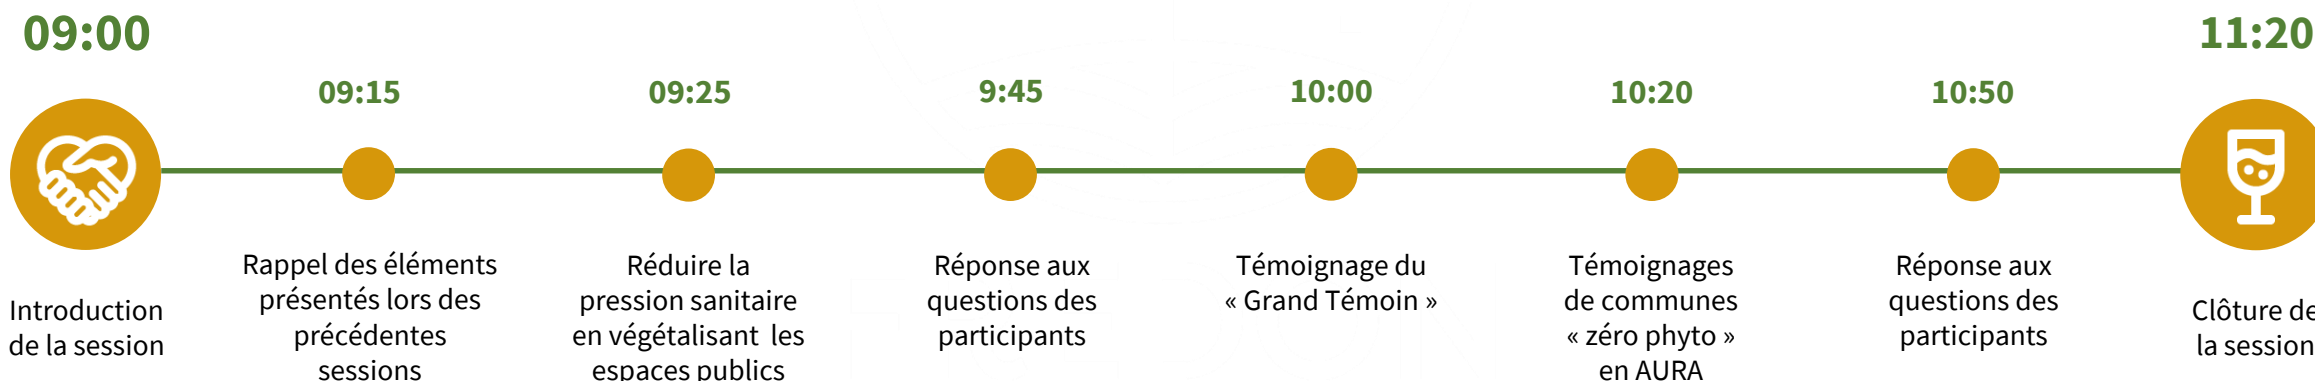 09:00
Introduction
de la session
09:15
Rappel des éléments
présentés lors des
précédentes
sessions
09:25
Réduire la
pression sanitaire
en végétalisant les
espaces publics
9:45
Réponse aux
questions des
participants
10:00
Témoignage du
« Grand Témoin »
10:20
Témoignages
de communes
« zéro phyto »
en AURA
10:50
Réponse aux
questions des
participants
11:20
Clôture de
la session